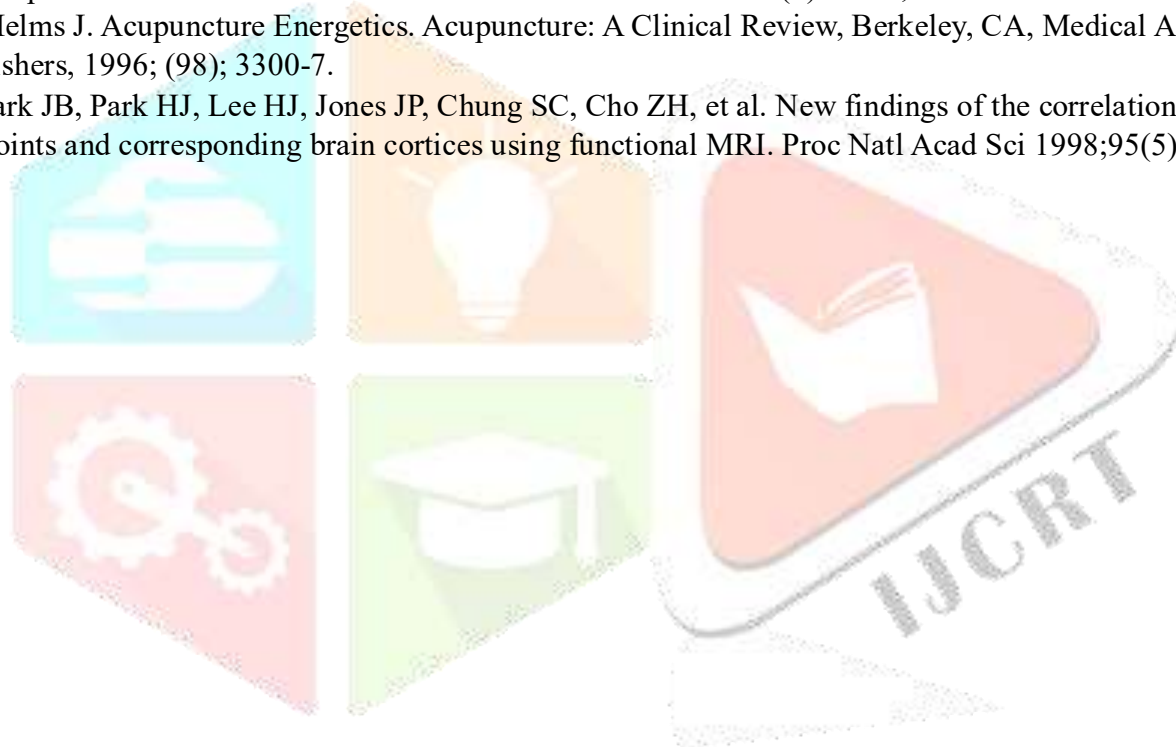 Helms J. Acupuncture Energetics. Acupuncture: A Clinical Review, Berkeley, CA, Medical A
shers, 1996; (98); 3300-7.
ark JB, Park HJ, Lee HJ, Jones JP, Chung SC, Cho ZH, et al. New findings of the correlation
oints and corresponding brain cortices using functional MRI. Proc Natl Acad Sci 1998;95(5)
IJCRT